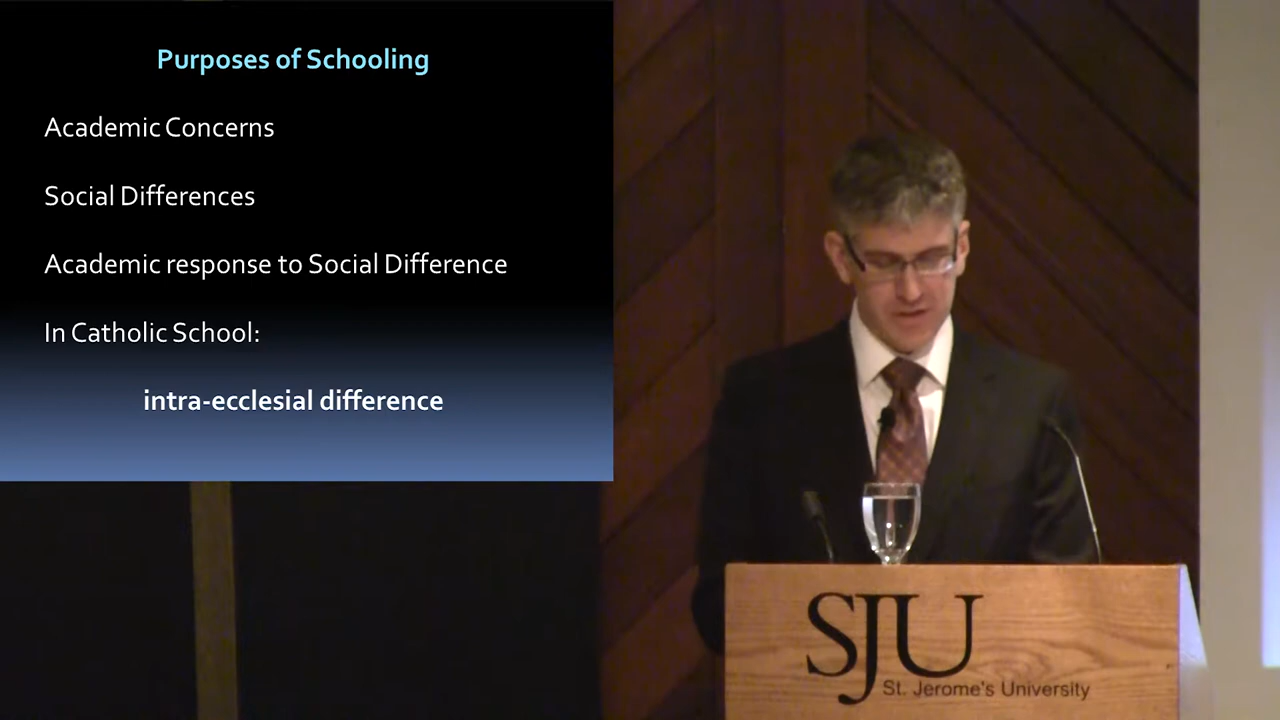 Purposes of Schooling
Academic Concerns
Social Differences
Academic response to Social Difference
In Catholic School:
intra-ecclesial difference
SJU
St. Jerome's University